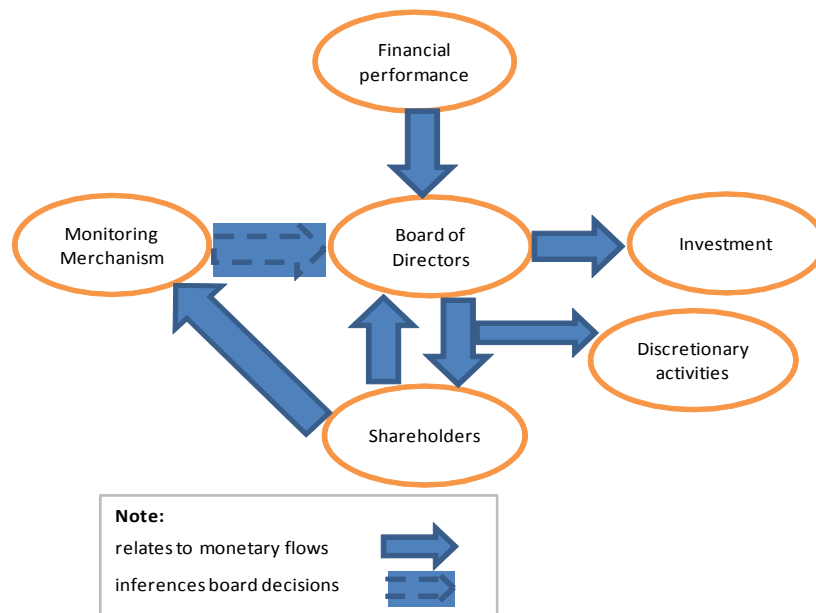 Financial
performance
Monitoring
Merchanism
Board of
Directors
Investment
Discretionary
activities
Shareholders
Note:
relates to monetary flows
inferences board decisions